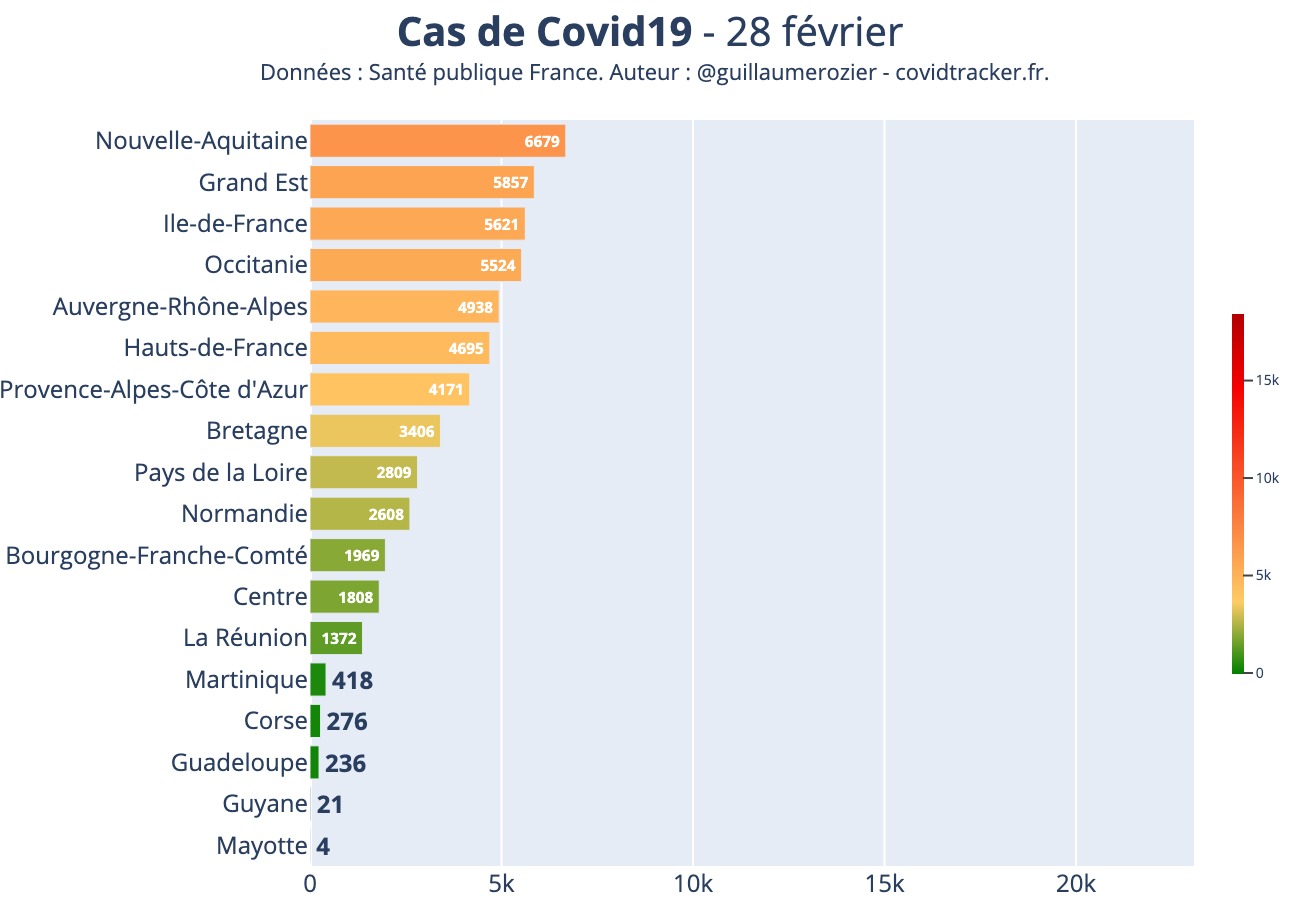 Cas de Covid19 - 28 février
Données : Santé publique France. Auteur : @guillaumerozier - covidtracker.fr.
Nouvelle-Aquitaine 6679
Grand Est 5857
Ile-de-France 5621
Occitanie 5524
Auvergne-Rhône-Alpes 4938
Hauts-de-France 4695
Provence-Alpes-Côte d'Azur 4171
Bretagne 3406
Pays de la Loire 2809
Normandie 2608
Bourgogne-Franche-Comté 1969
Centre 1808
La Réunion 1372
Martinique 418
Corse 276
Guadeloupe 236
Guyane 21
Mayotte 4
0 5k 10k 15k 20k
15k
10k
5k
0